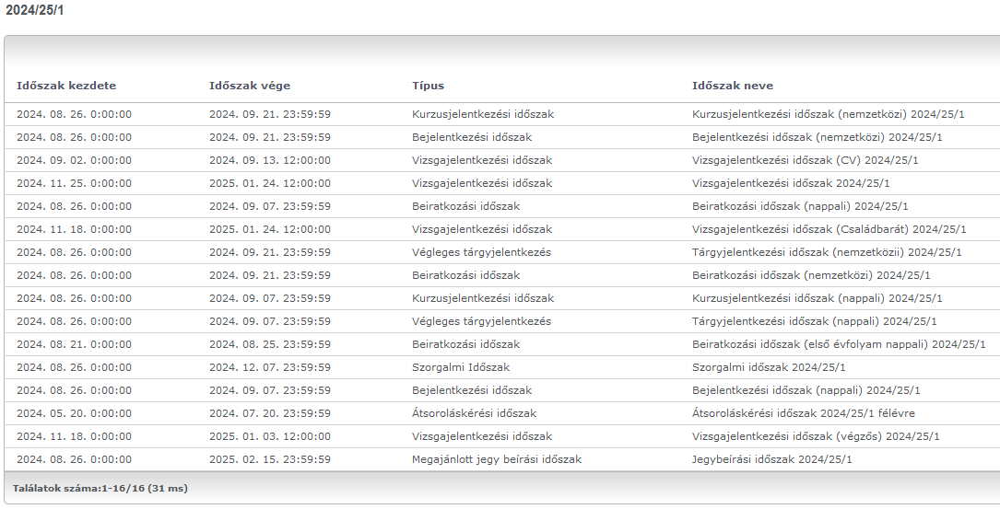 2024/25/1
Időszak kezdete Időszak vége Típus Időszak neve
2024. 08. 26. 0:00:00 2024. 09. 21. 23:59:59 Kurzusjelentkezési időszak Kurzusjelentkezési időszak (nemzetközi) 2024/25/1
2024. 08. 26. 0:00:00 2024. 09. 21. 23:59:59 Bejelentkezési időszak Bejelentkezési időszak (nemzetközi) 2024/25/1
2024. 09. 02. 0:00:00 2024. 09. 13. 12:00:00 Vizsgajelentkezési időszak Vizsgajelentkezési időszak (CV) 2024/25/1
2024. 11. 25. 0:00:00 2025. 01. 24. 12:00:00 Vizsgajelentkezési időszak Vizsgajelentkezési időszak 2024/25/1
2024. 08. 26. 0:00:00 2024. 09. 07. 23:59:59 Beiratkozási időszak Beiratkozási időszak (nappali) 2024/25/1
2024. 11. 18. 0:00:00 2025. 01. 24. 12:00:00 Vizsgajelentkezési időszak Vizsgajelentkezési időszak (Családbarát) 2024/25/1
2024. 08. 26. 0:00:00 2024. 09. 21. 23:59:59 Végleges tárgyjelentkezés Tárgyjelentkezési időszak (nemzetközii) 2024/25/1
2024. 08. 26. 0:00:00 2024. 09. 21. 23:59:59 Beiratkozási időszak Beiratkozási időszak (nemzetközi) 2024/25/1
2024. 08. 26. 0:00:00 2024. 09. 07. 23:59:59 Kurzusjelentkezési időszak Kurzusjelentkezési időszak (nappali) 2024/25/1
2024. 08. 26. 0:00:00 2024. 09. 07. 23:59:59 Végleges tárgyjelentkezés Tárgyjelentkezési időszak (nappali) 2024/25/1
2024. 08. 21. 0:00:00 2024. 08. 25. 23:59:59 Beiratkozási időszak Beiratkozási időszak (első évfolyam nappali) 2024/25/1
2024. 08. 26. 0:00:00 2024. 12. 07. 23:59:59 Szorgalmi Időszak Szorgalmi időszak 2024/25/1
2024. 08. 26. 0:00:00 2024. 09. 07. 23:59:59 Bejelentkezési időszak Bejelentkezési időszak (nappali) 2024/25/1
2024. 05. 20. 0:00:00 2024. 07. 20. 23:59:59 Átsoroláskérési időszak Átsoroláskérési időszak 2024/25/1 félévre
2024. 11. 18. 0:00:00 2025. 01. 03. 12:00:00 Vizsgajelentkezési időszak Vizsgajelentkezési időszak (végzős) 2024/25/1
2024. 08. 26. 0:00:00 2025. 02. 15. 23:59:59 Megajánlott jegy beírási időszak Jegybeírási időszak 2024/25/1
Találatok száma:1-16/16 (31 ms)